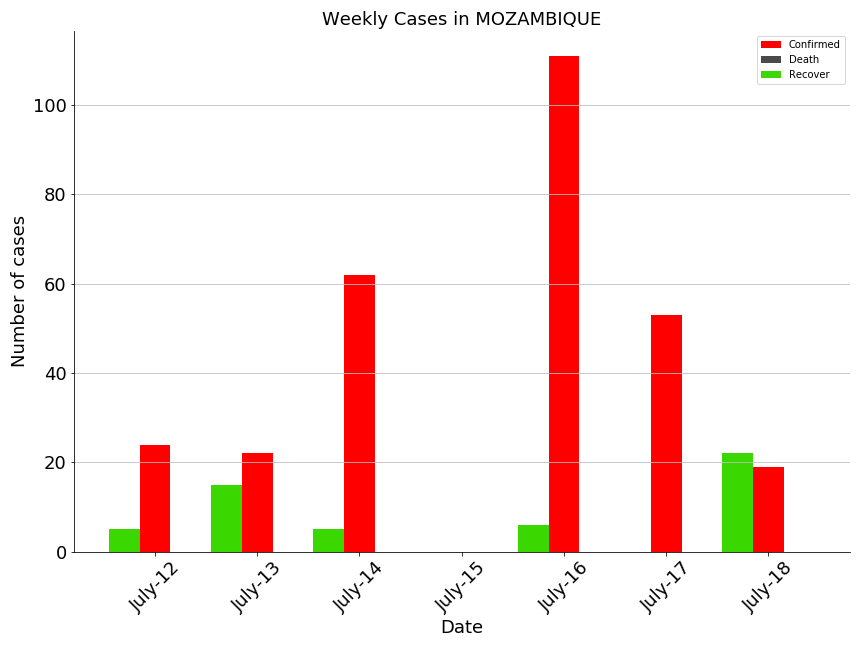 Weekly Cases in MOZAMBIQUE
Confirmed
Death
Recover
Number of cases
100
80
60
40
20
0
July-12
July-13
July-14
July-15
July-16
July-17
July-18
Date